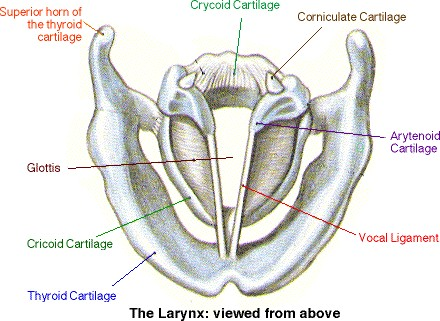 Crycoid Cartilage
Superior horn of
the thyroid
cartilage
Corniculate Cartilage
Arytenoid
Cartilage
Glottis
Vocal Ligament
Cricoid Cartilage
Thyroid Cartilage
The Larynx: viewed from above